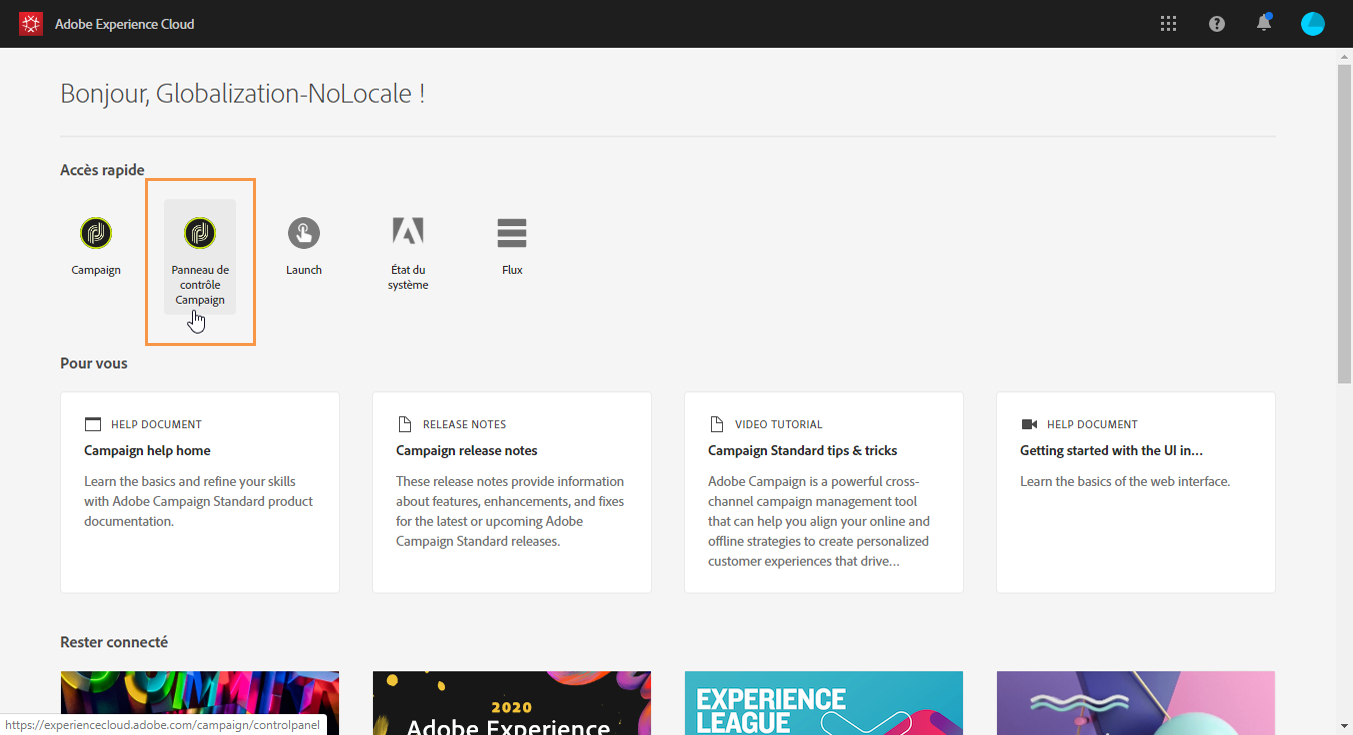 Adobe Experience Cloud
Bonjour, Globalization-NoLocale !
Accès rapide
Campaign
Panneau de
contrôle
Campaign
Launch
État du
système
Flux
Pour vous
HELP DOCUMENT
Campaign help home
Learn the basics and refine your skills
with Adobe Campaign Standard product
documentation.
RELEASE NOTES
Campaign release notes
These release notes provide information
about features, enhancements, and fixes
for the latest or upcoming Adobe
Campaign Standard releases.
VIDEO TUTORIAL
Campaign Standard tips & tricks
Adobe Campaign is a powerful cross-
channel campaign management tool
that can help you align your online and
offline strategies to create personalized
customer experiences that drive…
HELP DOCUMENT
Getting started with the UI in…
Learn the basics of the web interface.
Rester connecté
2020
Adobe Experience
EXPERIENCE
LEAGUE
https://experiencecloud.adobe.com/campaign/controlpanel